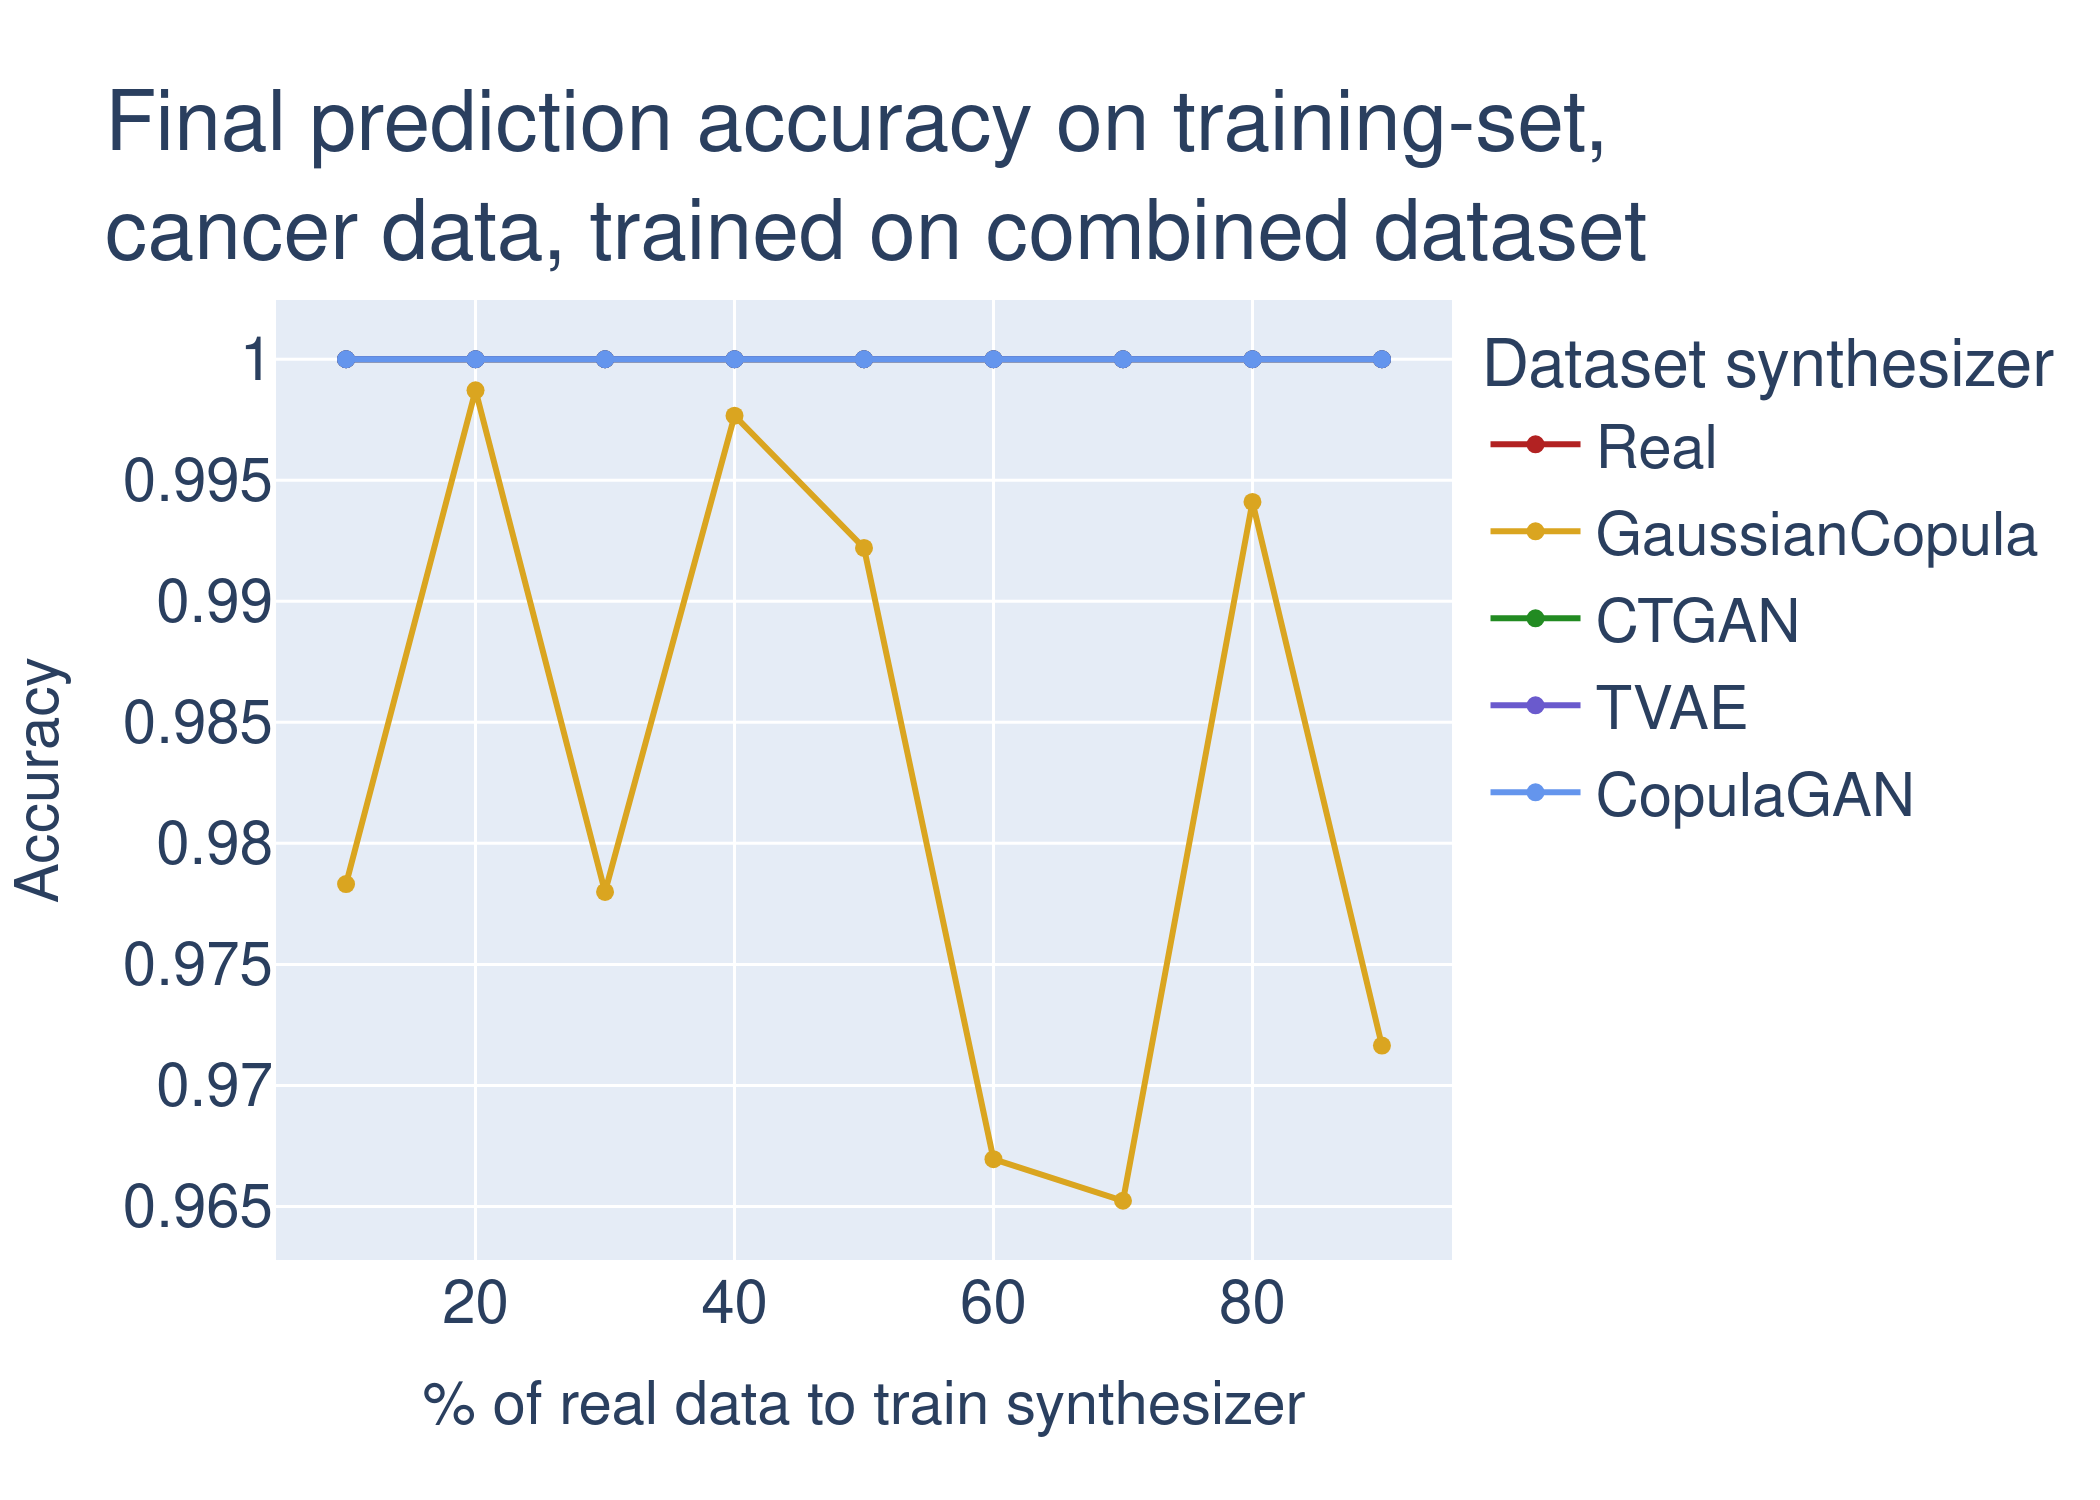 Final prediction accuracy on training-set,
cancer data, trained on combined dataset
1
0.995
0.99
0.985
0.98
0.975
0.97
0.965
Accuracy
20 40 60 80
% of real data to train synthesizer
Dataset synthesizer
Real
GaussianCopula
CTGAN
TVAE
CopulaGAN